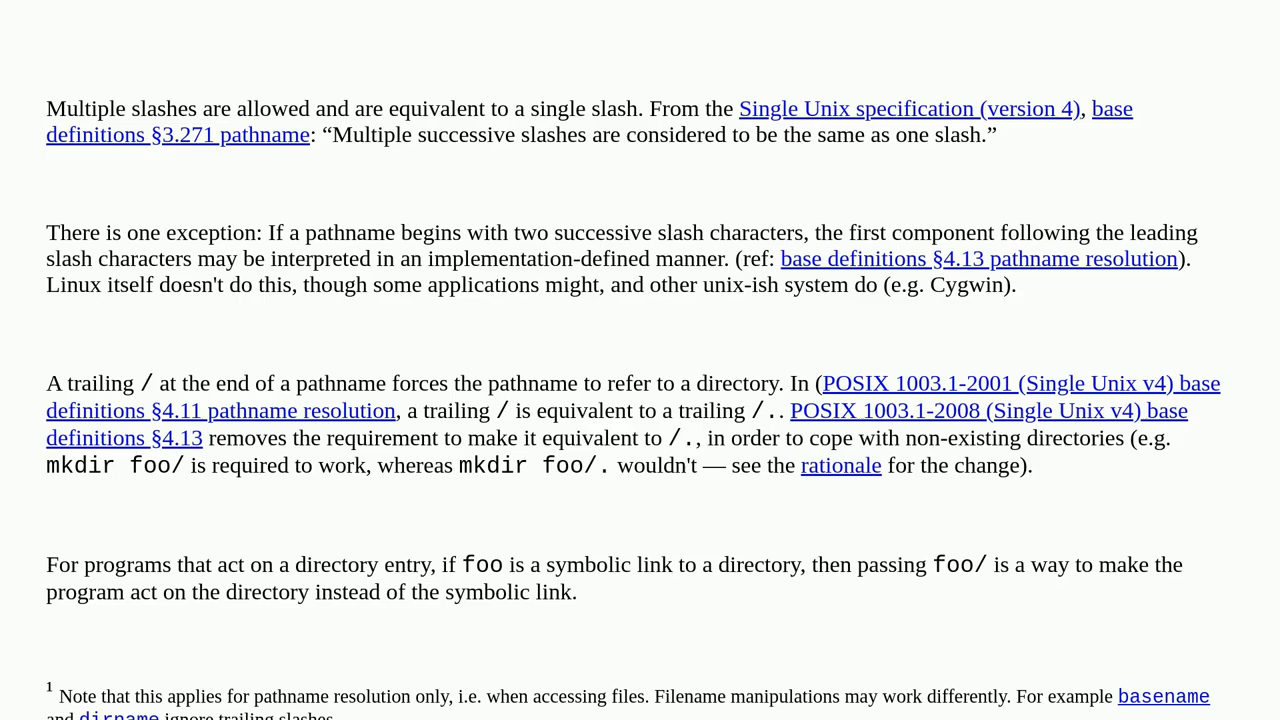 Multiple slashes are allowed and are equivalent to a single slash. From the Single Unix specification (version 4), base
definitions §3.271 pathname: “Multiple successive slashes are considered to be the same as one slash.”
There is one exception: If a pathname begins with two successive slash characters, the first component following the leading
slash characters may be interpreted in an implementation-defined manner. (ref: base definitions §4.13 pathname resolution).
Linux itself doesn't do this, though some applications might, and other unix-ish system do (e.g. Cygwin).
A trailing / at the end of a pathname forces the pathname to refer to a directory. In (POSIX 1003.1-2001 (Single Unix v4) base
definitions §4.11 pathname resolution, a trailing / is equivalent to a trailing /.. POSIX 1003.1-2008 (Single Unix v4) base
definitions §4.13 removes the requirement to make it equivalent to /., in order to cope with non-existing directories (e.g.
mkdir foo/ is required to work, whereas mkdir foo/. wouldn't — see the rationale for the change).
For programs that act on a directory entry, if foo is a symbolic link to a directory, then passing foo/ is a way to make the
program act on the directory instead of the symbolic link.
1 Note that this applies for pathname resolution only, i.e. when accessing files. Filename manipulations may work differently. For example basename
and dirname ignore trailing slashes.